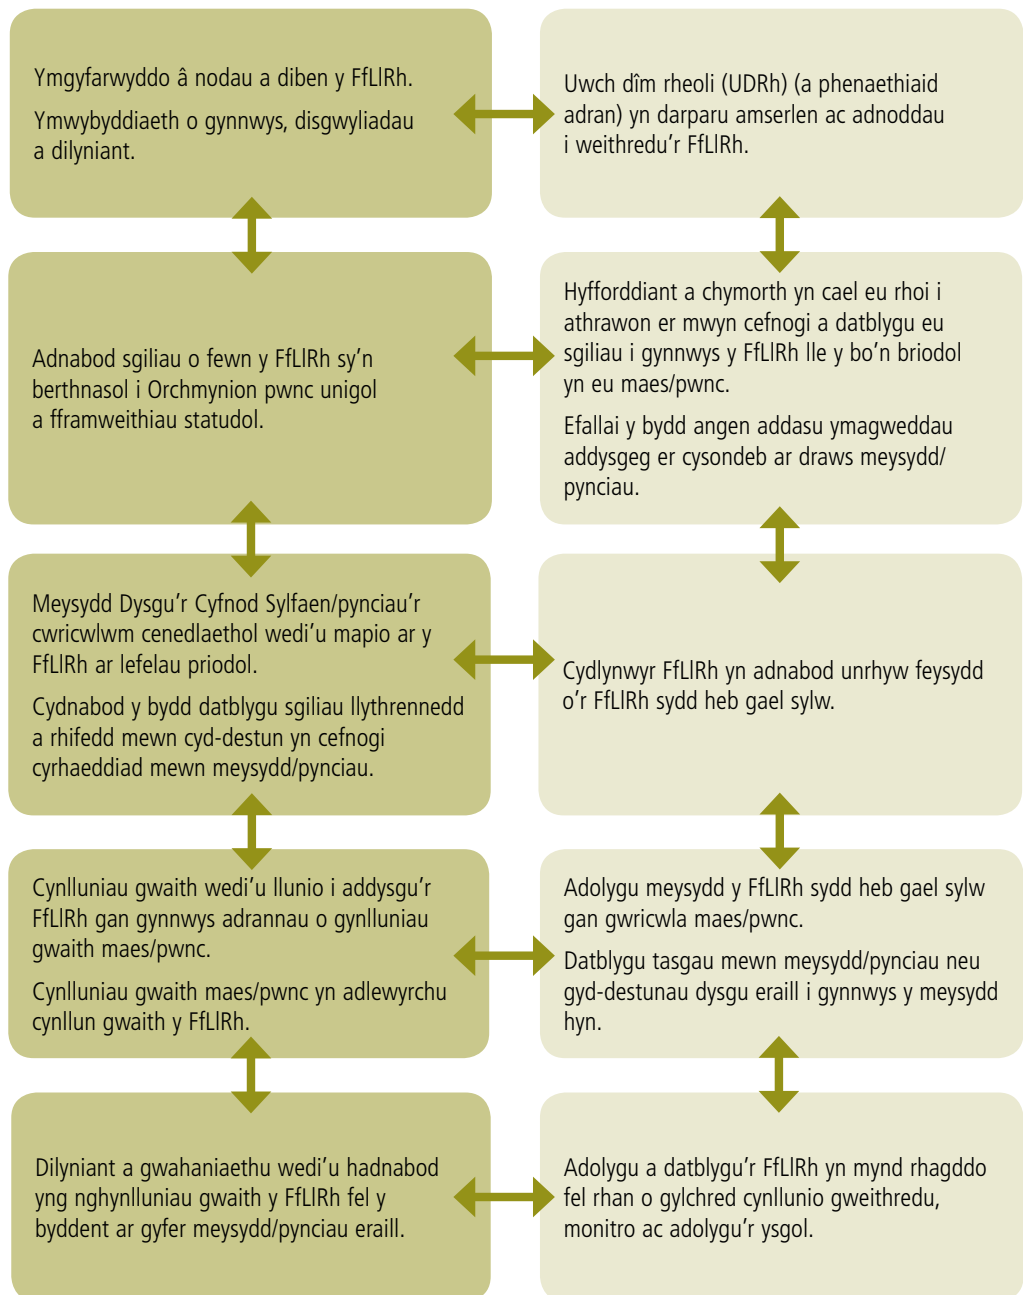 Ymgyfarwyddo â nodau a diben y FfLlRh.
Ymwybyddiaeth o gynnwys, disgwyliadau
a dilyniant.
Uwch dîm rheoli (UDRh) (a phenaethiaid
adran) yn darparu amserlen ac adnoddau
i weithredu’r FfLlRh.
Adnabod sgiliau o fewn y FfLlRh sy’n
berthnasol i Orchmynion pwnc unigol
a fframweithiau statudol.
Hyfforddiant a chymorth yn cael eu rhoi i
athrawon er mwyn cefnogi a datblygu eu
sgiliau i gynnwys y FfLlRh lle y bo’n briodol
yn eu maes/pwnc.
Efallai y bydd angen addasu ymagweddau
addysgeg er cysondeb ar draws meysydd/
pynciau.
Meysydd Dysgu’r Cyfnod Sylfaen/pynciau’r
cwricwlwm cenedlaethol wedi’u mapio ar y
FfLlRh ar lefelau priodol.
Cydnabod y bydd datblygu sgiliau llythrennedd
a rhifedd mewn cyd-destun yn cefnogi
cyrhaeddiad mewn meysydd/pynciau.
Cydlynwyr FfLlRh yn adnabod unrhyw feysydd
o’r FfLlRh sydd heb gael sylw.
Cynlluniau gwaith wedi’u llunio i addysgu’r
FfLlRh gan gynnwys adrannau o gynlluniau
gwaith maes/pwnc.
Cynlluniau gwaith maes/pwnc yn adlewyrchu
cynllun gwaith y FfLlRh.
Adolygu meysydd y FfLlRh sydd heb gael sylw
gan gwricwla maes/pwnc.
Datblygu tasgau mewn meysydd/pynciau neu
gyd-destunau dysgu eraill i gynnwys y meysydd
hyn.
Dilyniant a gwahaniaethu wedi’u hadnabod
yng nghynlluniau gwaith y FfLlRh fel y
byddent ar gyfer meysydd/pynciau eraill.
Adolygu a datblygu’r FfLlRh yn mynd rhagddo
fel rhan o gylchred cynllunio gweithredu,
monitro ac adolygu’r ysgol.